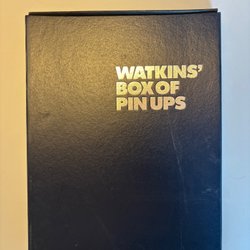 WATKINS'
BOX OF
PIN UPS